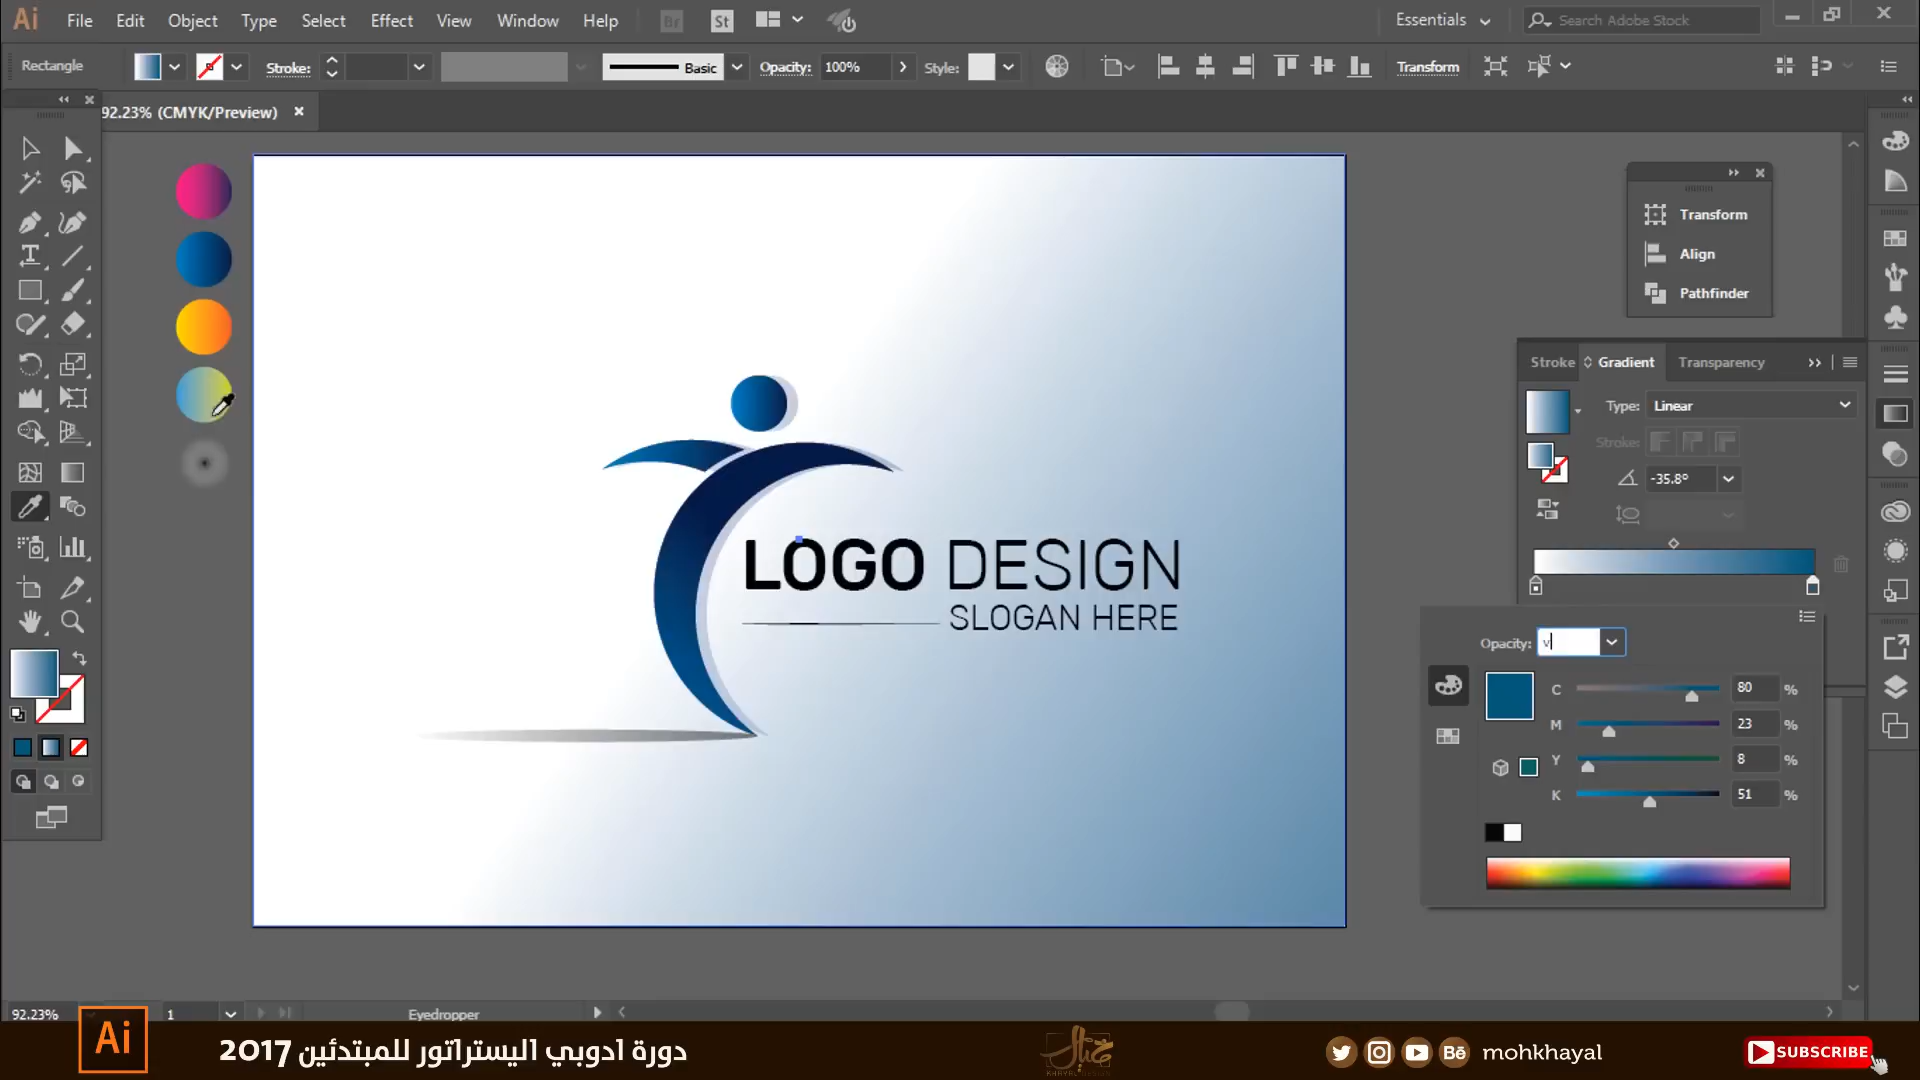 Ai File Edit Object Type Select Effect View Window Help Br St Essentials Search Adobe Stock
Rectangle Stroke: Basic Opacity: 100% Style: Transform
92.23% (CMYK/Preview)
Transform
Align
Pathfinder
Stroke Gradient Transparency
Type: Linear
Stroke:
-35.8°
LOGO DESIGN
SLOGAN HERE
Opacity: v
C 80 %
M 23 %
Y 8 %
K 51 %
92.23% 1 Eyedropper
Ai دورة ادوبي اليستراتور للمبتدئين 2017
Bē mohkhayal
SUBSCRIBE